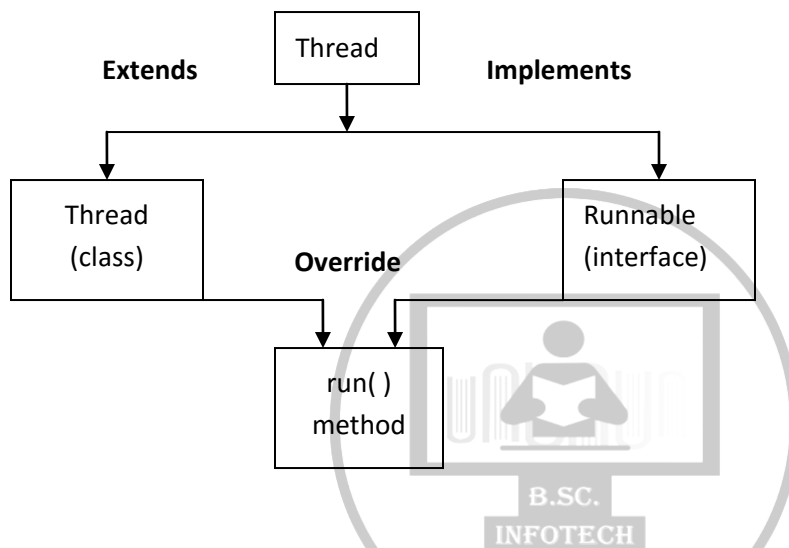 Thread
Extends
Implements
Thread
(class)
Runnable
(interface)
Override
run( )
method
B.SC.
INFOTECH